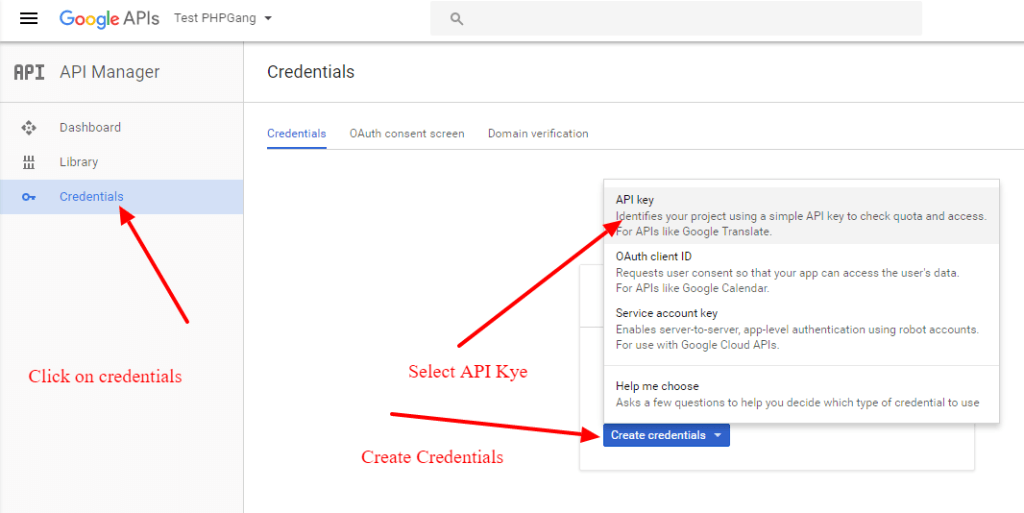 Google APIs Test PHPGang
API API Manager
Credentials
Dashboard
Library
Credentials
Credentials OAuth consent screen Domain verification
API key
Identifies your project using a simple API key to check quota and access.
For APIs like Google Translate.
OAuth client ID
Requests user consent so that your app can access the user's data.
For APIs like Google Calendar.
Service account key
Enables server-to-server, app-level authentication using robot accounts.
For use with Google Cloud APIs.
Help me choose
Asks a few questions to help you decide which type of credential to use
Create credentials
Click on credentials
Select API Kye
Create Credentials